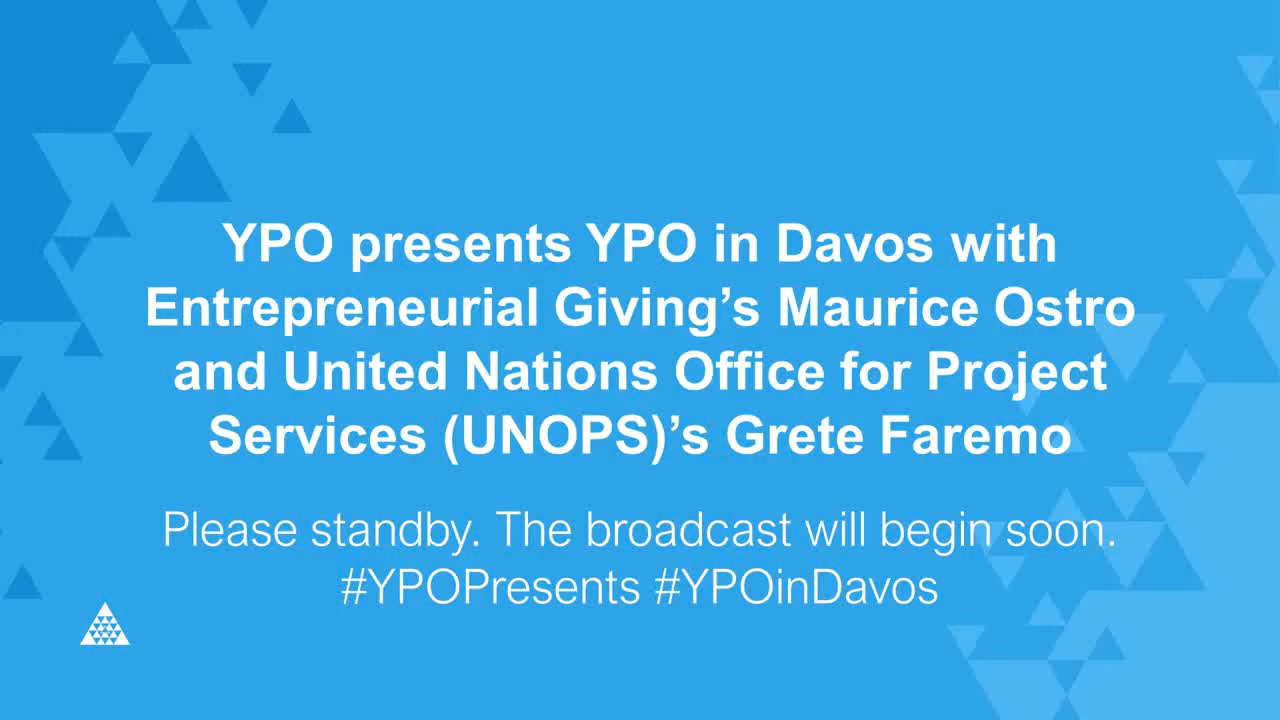 YPO presents YPO in Davos with
Entrepreneurial Giving’s Maurice Ostro
and United Nations Office for Project
Services (UNOPS)’s Grete Faremo
Please standby. The broadcast will begin soon.
#YPOPresents #YPOinDavos